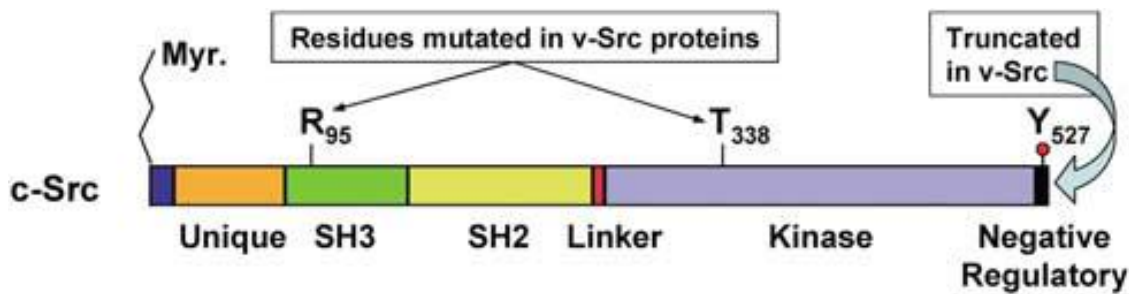 Myr.
Residues mutated in v-Src proteins
Truncated
in v-Src
R95
T338
Y527
c-Src
Unique SH3 SH2 Linker Kinase Negative
Regulatory